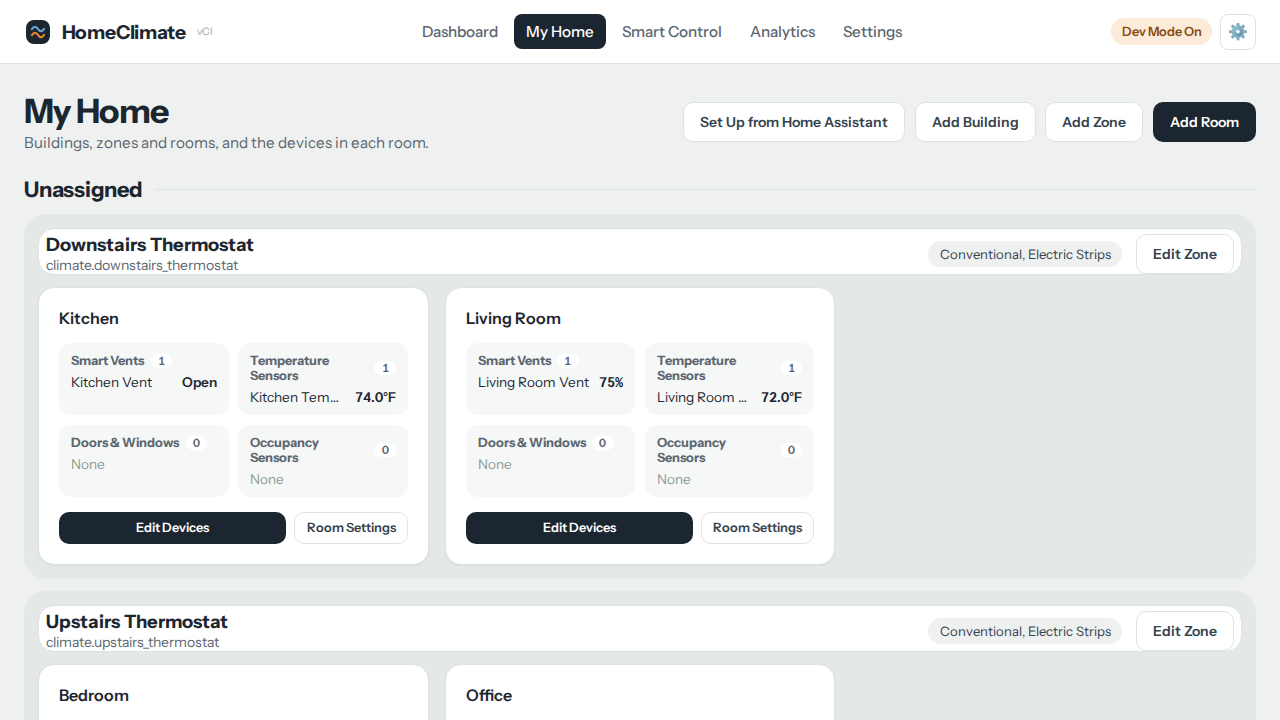 HomeClimate vCI
Dashboard
My Home
Smart Control
Analytics
Settings
Dev Mode On
My Home
Buildings, zones and rooms, and the devices in each room.
Set Up from Home Assistant
Add Building
Add Zone
Add Room
Unassigned
Downstairs Thermostat
climate.downstairs_thermostat
Conventional, Electric Strips
Edit Zone
Kitchen
Smart Vents 1
Kitchen Vent Open
Temperature
Sensors 1
Kitchen Tem... 74.0°F
Doors & Windows 0
None
Occupancy
Sensors 0
None
Edit Devices
Room Settings
Living Room
Smart Vents 1
Living Room Vent 75%
Temperature
Sensors 1
Living Room ... 72.0°F
Doors & Windows 0
None
Occupancy
Sensors 0
None
Edit Devices
Room Settings
Upstairs Thermostat
climate.upstairs_thermostat
Conventional, Electric Strips
Edit Zone
Bedroom
Office